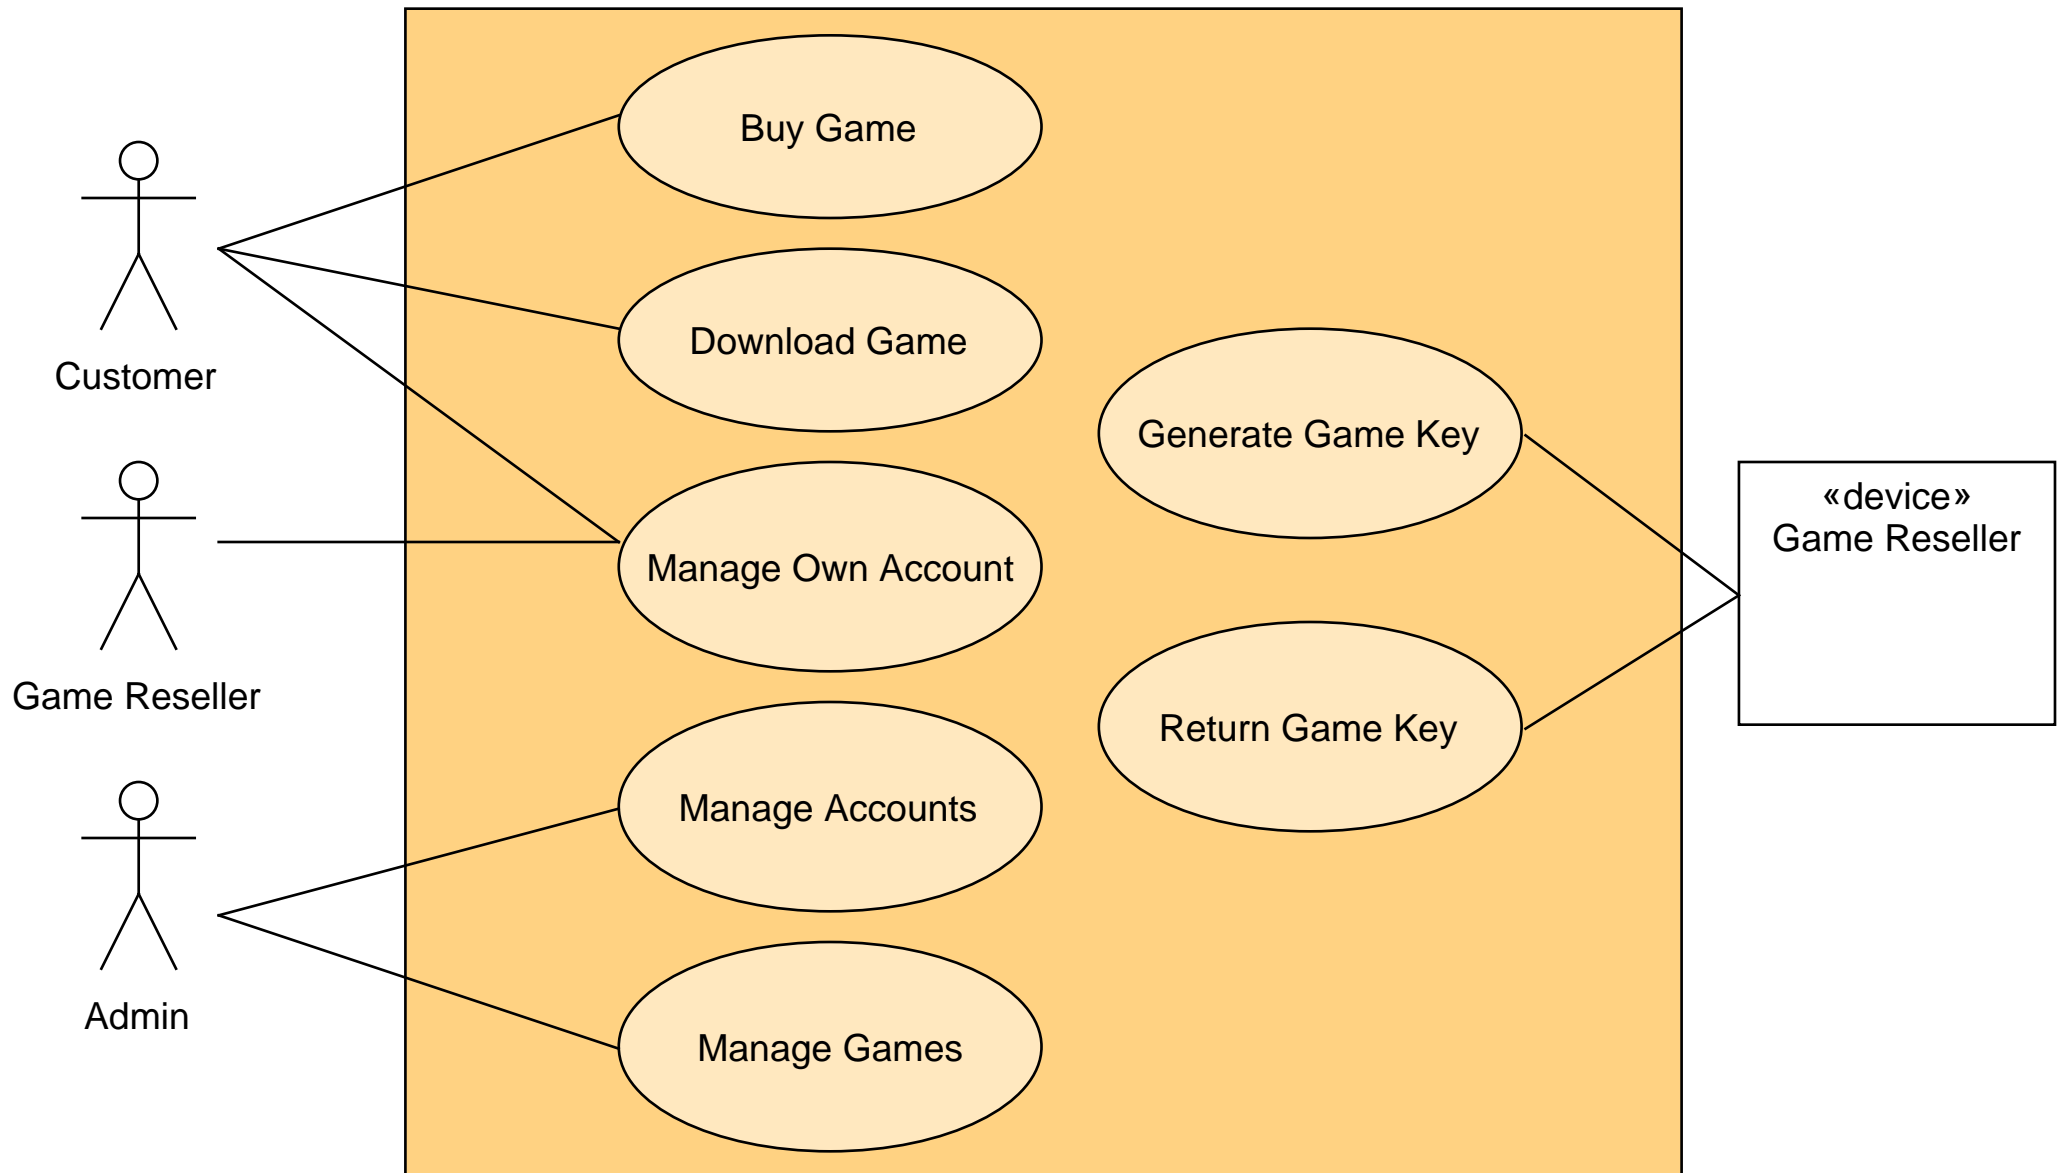 Buy Game
Download Game
Customer
Generate Game Key
«device»
Game Reseller
Manage Own Account
Game Reseller
Return Game Key
Manage Accounts
Admin
Manage Games